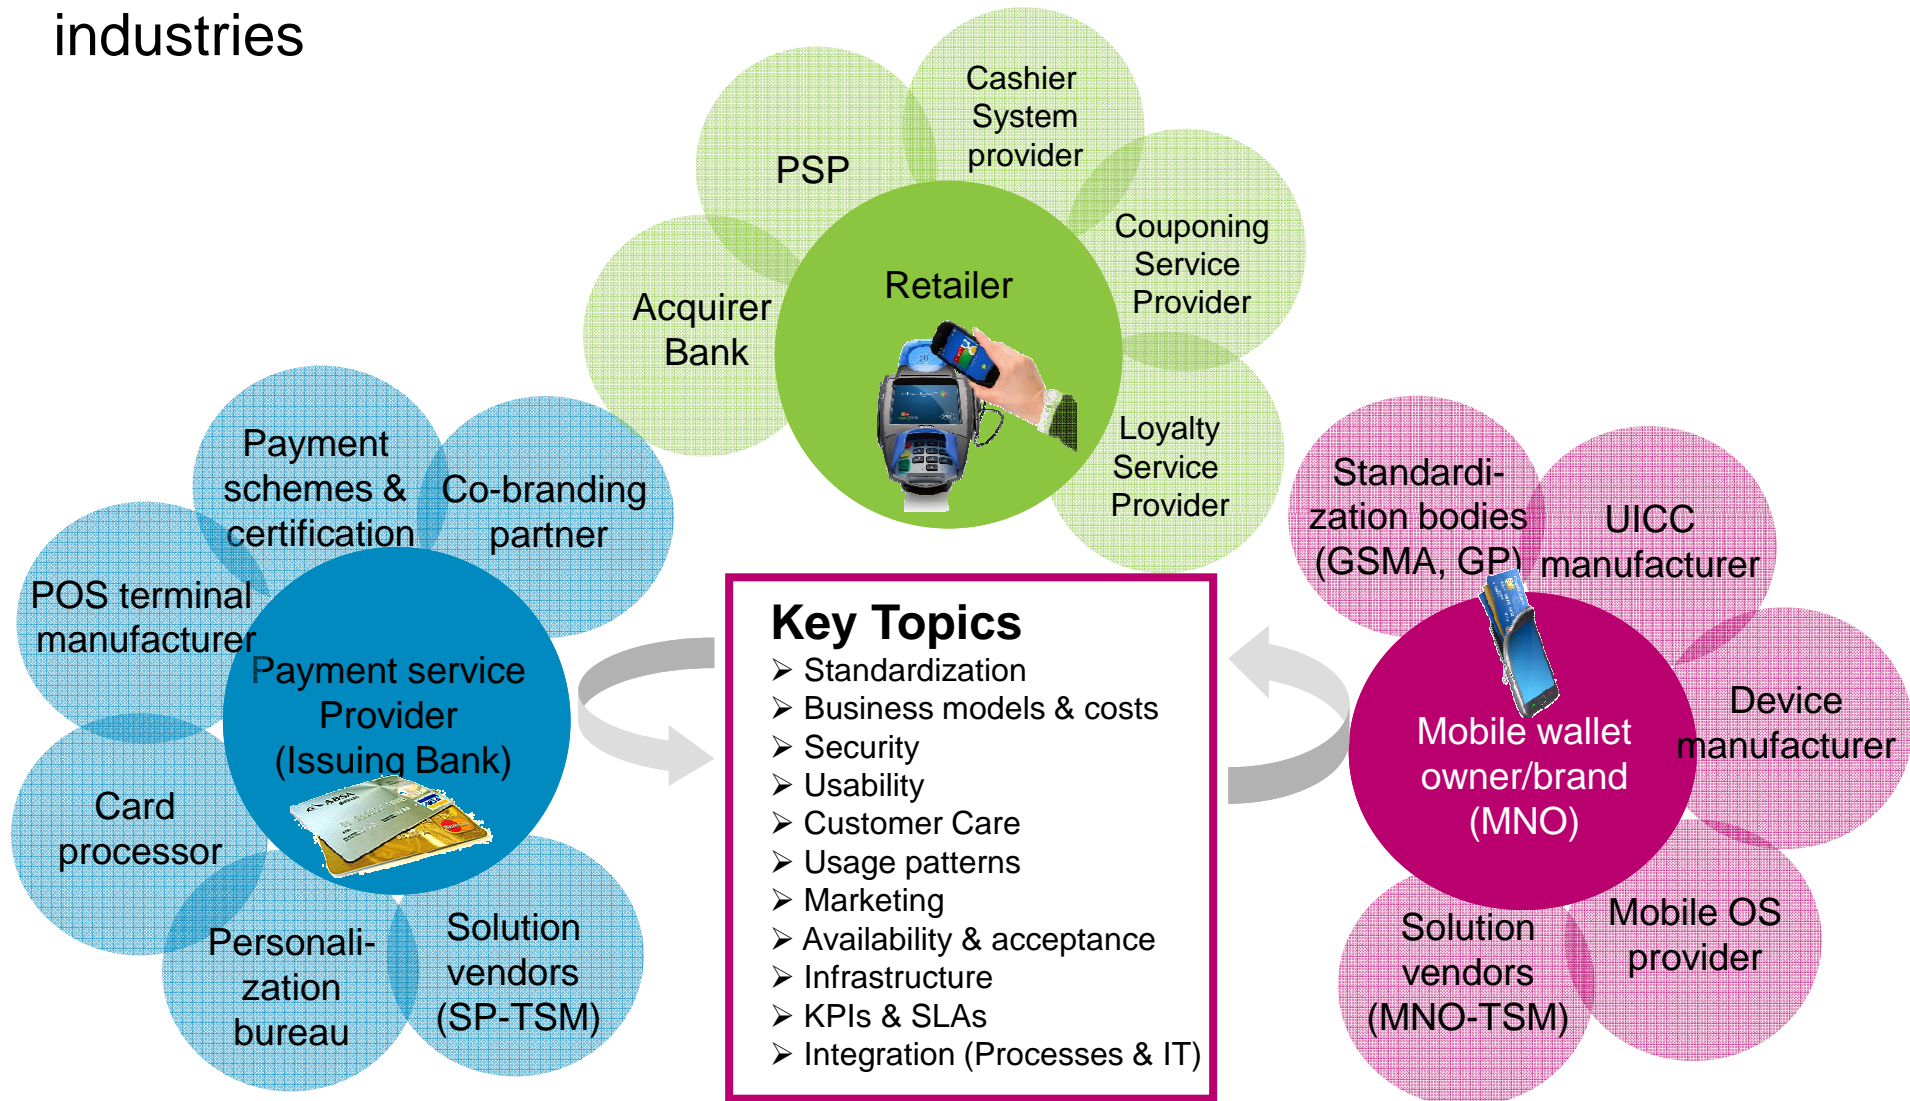 industries
Cashier
System
provider
PSP
Couponing
Service
Provider
Retailer
Acquirer
Bank
Loyalty
Service
Provider
Payment
schemes &
certification
Co-branding
partner
POS terminal
manufacturer
Payment service
Provider
(Issuing Bank)
ABSA
Card
processor
Personali-
zation
bureau
Solution
vendors
(SP-TSM)
Key Topics
➢ Standardization
➢ Business models & costs
➢ Security
➢ Usability
➢ Customer Care
➢ Usage patterns
➢ Marketing
➢ Availability & acceptance
➢ Infrastructure
➢ KPIs & SLAs
➢ Integration (Processes & IT)
Standardi-
zation bodies
(GSMA, GP)
UICC
manufacturer
Device
manufacturer
Mobile wallet
owner/brand
(MNO)
Mobile OS
provider
Solution
vendors
(MNO-TSM)